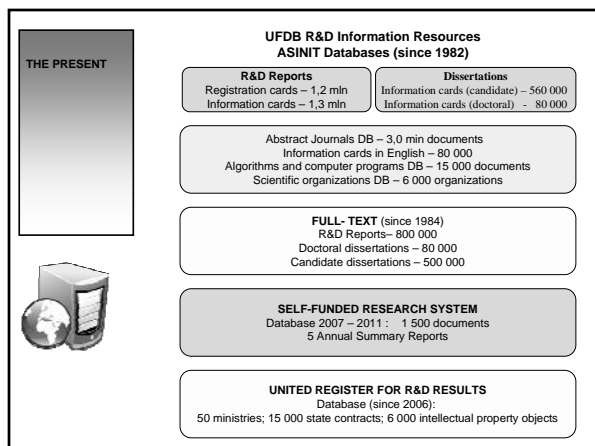 UFDB R&D Information Resources
ASINIT Databases (since 1982)
THE PRESENT
R&D Reports
Registration cards – 1,2 mln
Information cards – 1,3 mln
Dissertations
Information cards (candidate) – 560 000
Information cards (doctoral) - 80 000
Abstract Journals DB – 3,0 min documents
Information cards in English – 80 000
Algorithms and computer programs DB – 15 000 documents
Scientific organizations DB – 6 000 organizations
FULL- TEXT (since 1984)
R&D Reports– 800 000
Doctoral dissertations – 80 000
Candidate dissertations – 500 000
SELF-FUNDED RESEARCH SYSTEM
Database 2007 – 2011 : 1 500 documents
5 Annual Summary Reports
UNITED REGISTER FOR R&D RESULTS
Database (since 2006):
50 ministries; 15 000 state contracts; 6 000 intellectual property objects